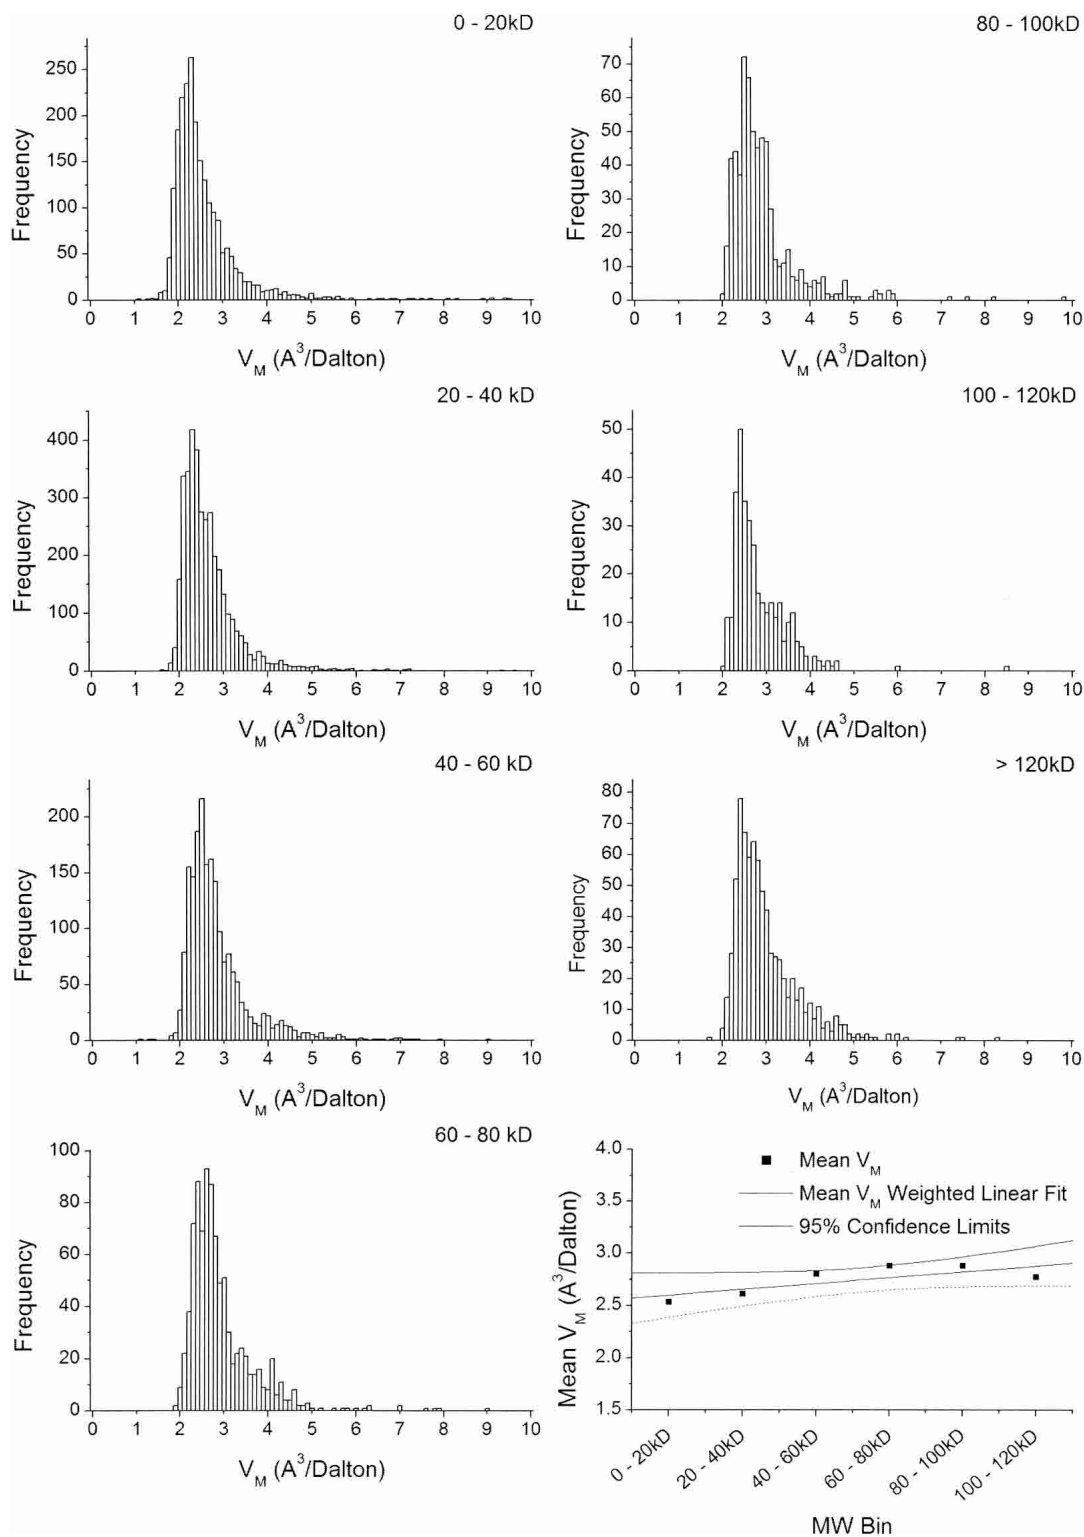 0 - 20kD
250
200
150
100
50
0
Frequency
0 1 2 3 4 5 6 7 8 9 10
V_M (A^3/Dalton)
80 - 100kD
70
60
50
40
30
20
10
0
Frequency
0 1 2 3 4 5 6 7 8 9 10
V_M (A^3/Dalton)
20 - 40 kD
400
300
200
100
0
Frequency
0 1 2 3 4 5 6 7 8 9 10
V_M (A^3/Dalton)
100 - 120kD
50
40
30
20
10
0
Frequency
0 1 2 3 4 5 6 7 8 9 10
V_M (A^3/Dalton)
40 - 60 kD
200
150
100
50
0
Frequency
0 1 2 3 4 5 6 7 8 9 10
V_M (A^3/Dalton)
> 120kD
80
70
60
50
40
30
20
10
0
Frequency
0 1 2 3 4 5 6 7 8 9 10
V_M (A^3/Dalton)
60 - 80 kD
100
80
60
40
20
0
Frequency
0 1 2 3 4 5 6 7 8 9 10
V_M (A^3/Dalton)
4.0
3.5
3.0
2.5
2.0
1.5
Mean V_M (A^3/Dalton)
Mean V_M
Mean V_M Weighted Linear Fit
95% Confidence Limits
0 - 20kD
20 - 40kD
40 - 60kD
60 - 80kD
80 - 100kD
100 - 120kD
MW Bin